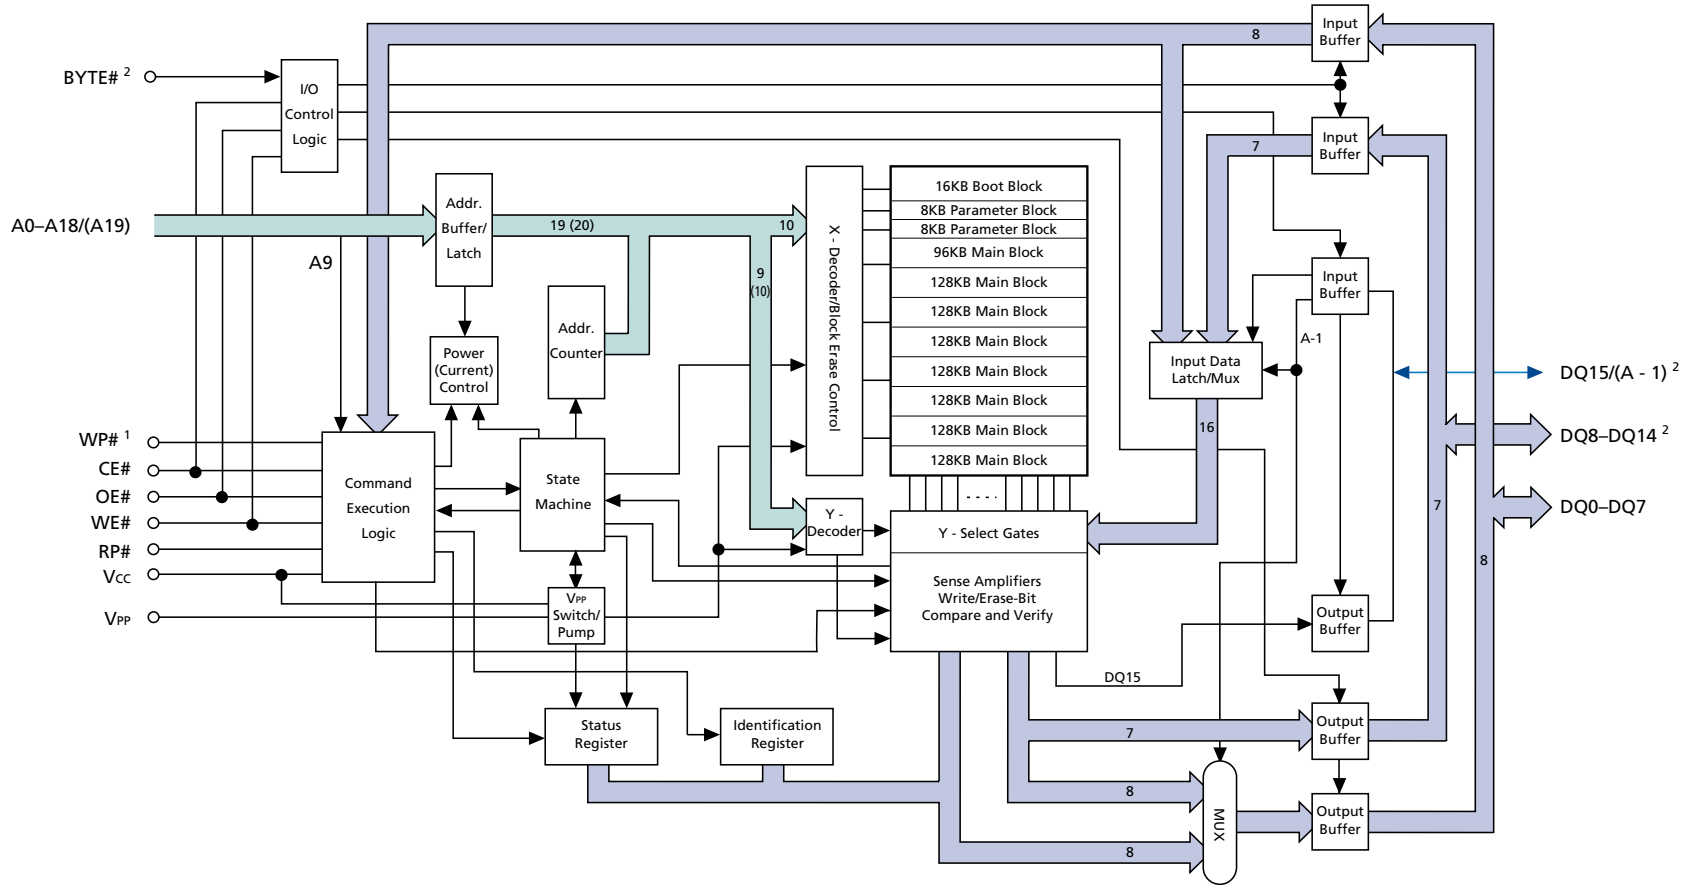 Input
Buffer
8
BYTE# 2
I/O
Control
Logic
Input
Buffer
7
16KB Boot Block
8KB Parameter Block
8KB Parameter Block
96KB Main Block
128KB Main Block
128KB Main Block
128KB Main Block
128KB Main Block
128KB Main Block
128KB Main Block
128KB Main Block
A0–A18/(A19)
Addr.
Buffer/
Latch
19 (20)
10
X - Decoder/Block Erase Control
A9
9
(10)
Input
Buffer
A-1
Addr.
Counter
Power
(Current)
Control
Input Data
Latch/Mux
DQ15/(A - 1) 2
16
DQ8–DQ14 2
WP# 1
CE#
OE#
WE#
RP#
VCC
VPP
Command
Execution
Logic
State
Machine
Y -
Decoder
Y - Select Gates
7
DQ0–DQ7
8
Sense Amplifiers
Write/Erase-Bit
Compare and Verify
VPP
Switch/
Pump
Output
Buffer
DQ15
Status
Register
Identification
Register
7
Output
Buffer
8
MUX
Output
Buffer
8
- - - -